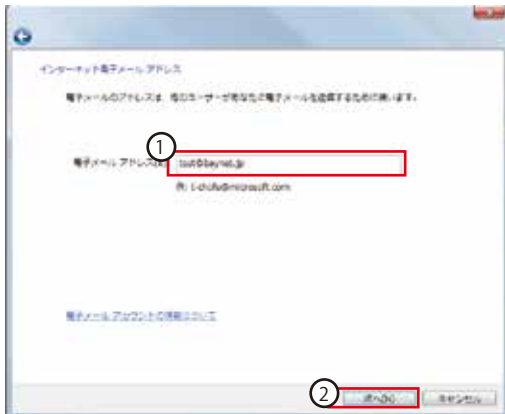 インターネット電子メール アドレス
電子メールのアドレスは、他のユーザーがあなたに電子メールを送信するために使います。
①
電子メール アドレス(E):
test@baynet.jp
例: t-chofu@microsoft.com
電子メール アカウントの情報について
②
次へ(N)
キャンセル